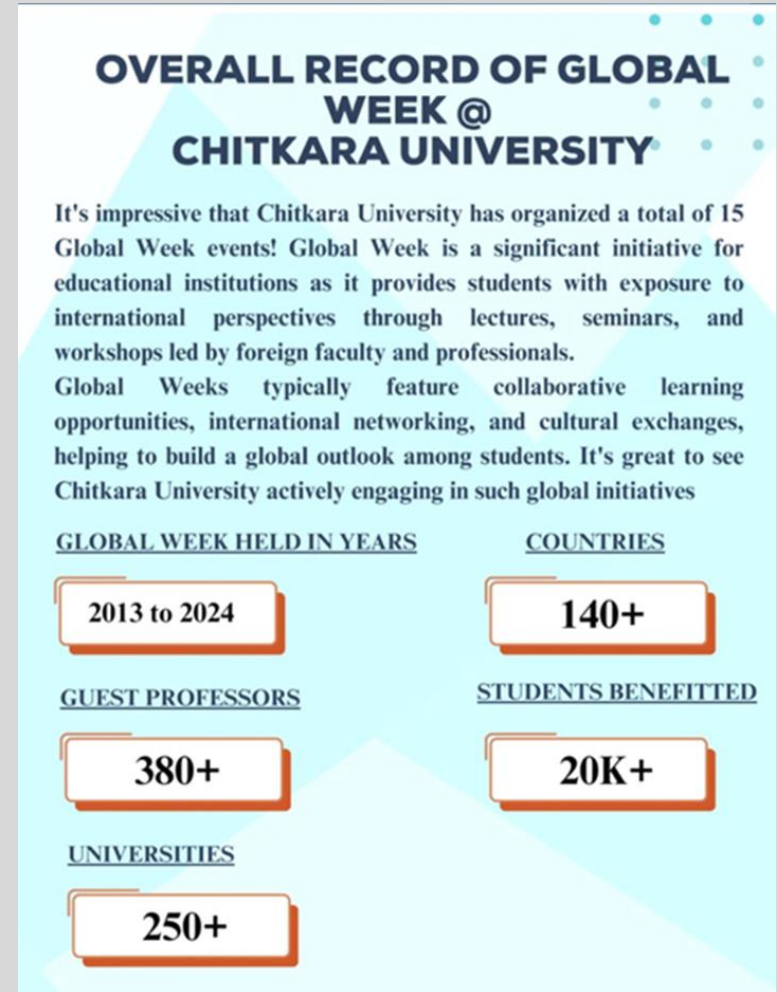 OVERALL RECORD OF GLOBAL
WEEK @
CHITKARA UNIVERSITY
It's impressive that Chitkara University has organized a total of 15
Global Week events! Global Week is a significant initiative for
educational institutions as it provides students with exposure to
international perspectives through lectures, seminars, and
workshops led by foreign faculty and professionals.
Global Weeks typically feature collaborative learning
opportunities, international networking, and cultural exchanges,
helping to build a global outlook among students. It's great to see
Chitkara University actively engaging in such global initiatives
GLOBAL WEEK HELD IN YEARS
2013 to 2024
COUNTRIES
140+
GUEST PROFESSORS
380+
STUDENTS BENEFITTED
20K+
UNIVERSITIES
250+